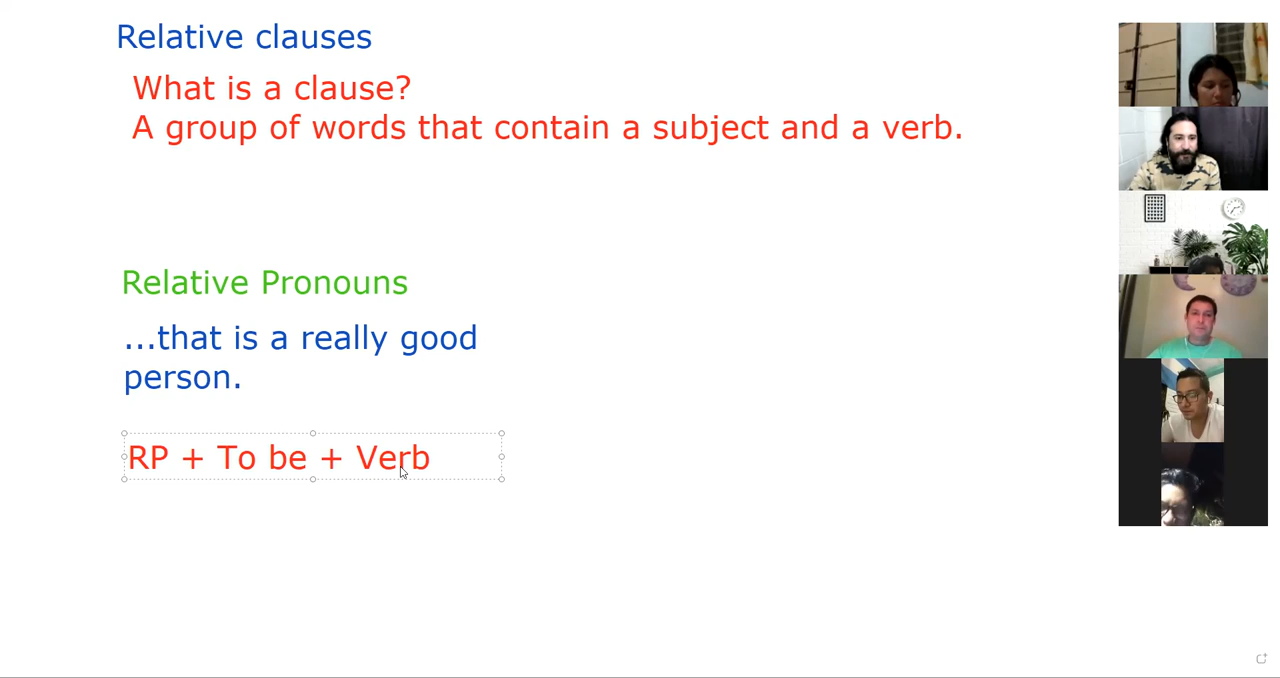 Relative clauses
What is a clause?
A group of words that contain a subject and a verb.
Relative Pronouns
...that is a really good
person.
RP + To be + Verb